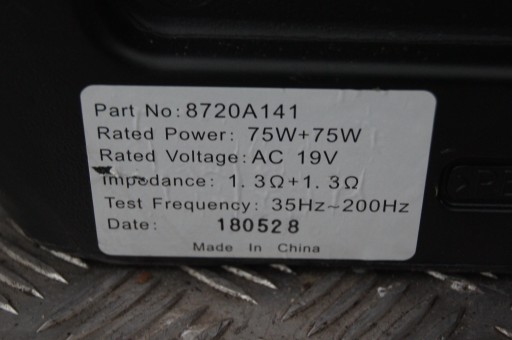 Part No: 8720A141
Rated Power: 75W+75W
Rated Voltage: AC 19V
Impedance: 1.3Ω+1.3Ω
Test Frequency: 35Hz~200Hz
Date: 180528
Made In China